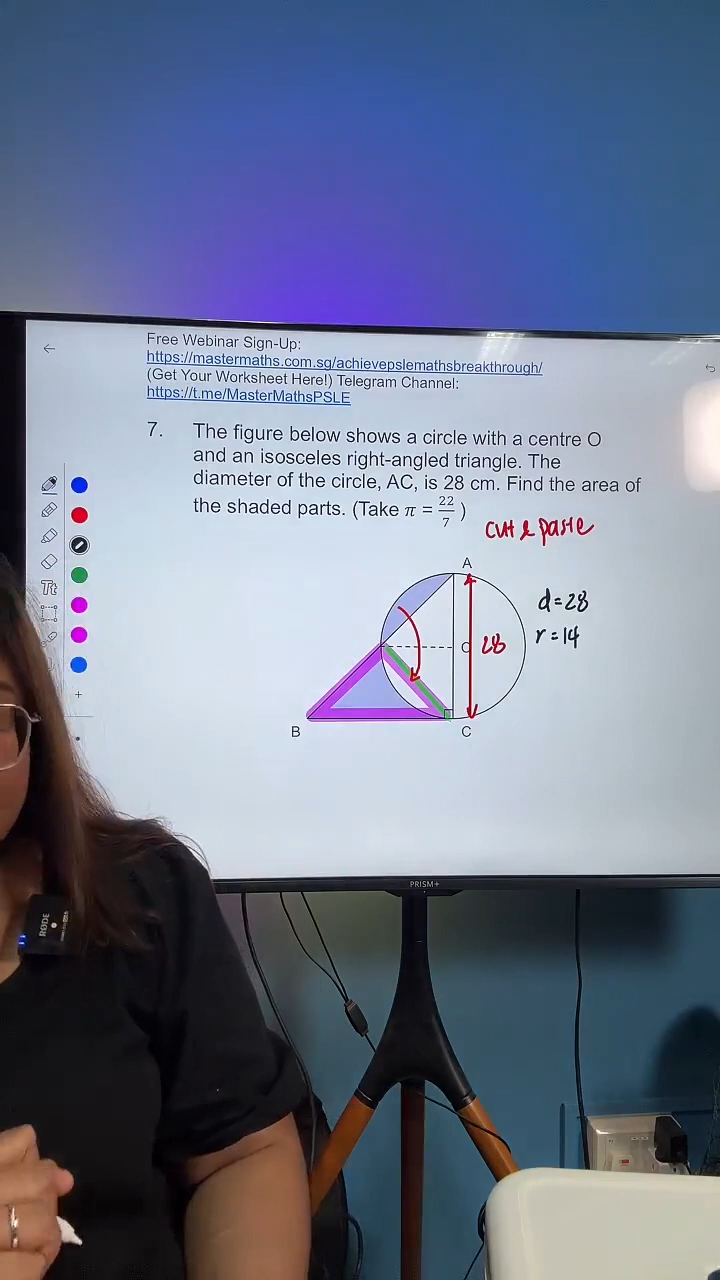 Free Webinar Sign-Up:
https://mastermaths.com.sg/achievepslemathsbreakthrough/
(Get Your Worksheet Here!) Telegram Channel:
https://t.me/MasterMathsPSLE
7. The figure below shows a circle with a centre O
and an isosceles right-angled triangle. The
diameter of the circle, AC, is 28 cm. Find the area of
the shaded parts. (Take π = 22/7 )
cut & paste
A
d=28
r=14
28
B
C
Tt
PRISM+
RØDE